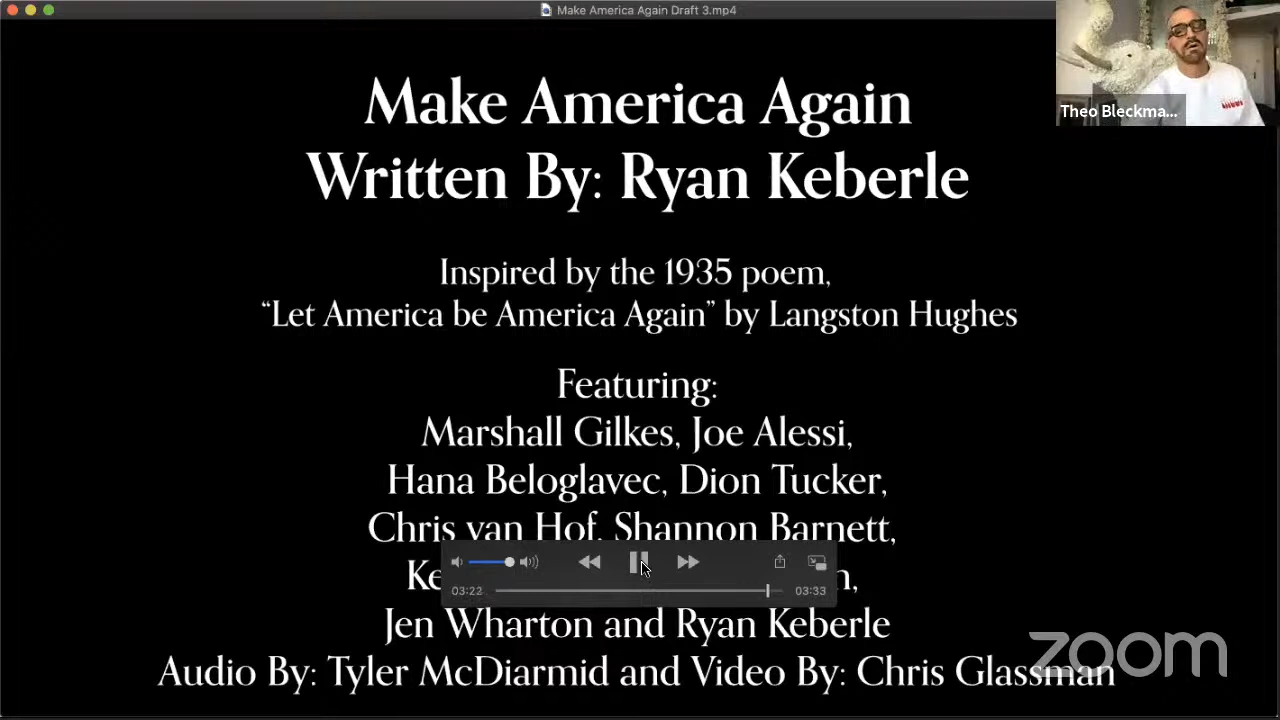 Make America Again Draft 3.mp4
Theo Bleckma...
Make America Again
Written By: Ryan Keberle
Inspired by the 1935 poem,
“Let America be America Again” by Langston Hughes
Featuring:
Marshall Gilkes, Joe Alessi,
Hana Beloglavec, Dion Tucker,
Chris van Hof, Shannon Barnett,
03:22
03:33
Jen Wharton and Ryan Keberle
Audio By: Tyler McDiarmid and Video By: Chris Glassman
zoom